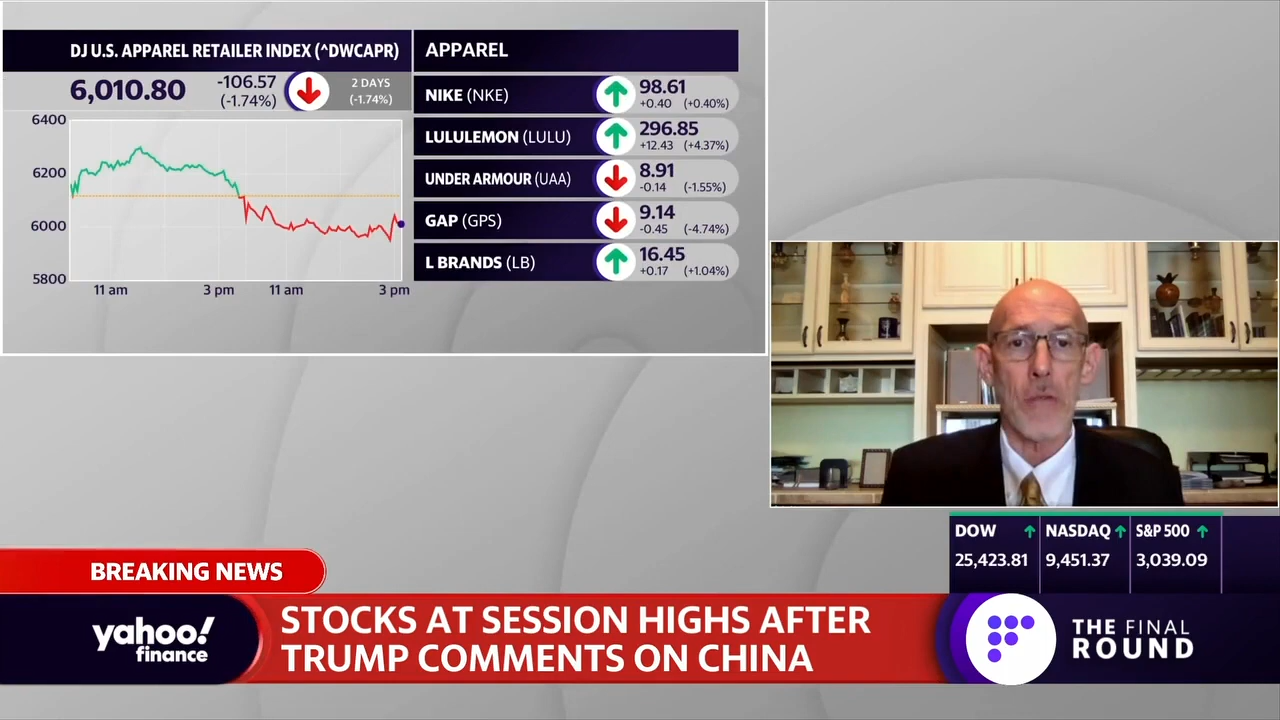 DJ U.S. APPAREL RETAILER INDEX (^DWCAPR)
6,010.80
-106.57
(-1.74%)
2 DAYS
(-1.74%)
6400
6200
6000
5800
11 am
3 pm
11 am
3 pm
APPAREL
NIKE (NKE)
98.61
+0.40 (+0.40%)
LULULEMON (LULU)
296.85
+12.43 (+4.37%)
UNDER ARMOUR (UAA)
8.91
-0.14 (-1.55%)
GAP (GPS)
9.14
-0.45 (-4.74%)
L BRANDS (LB)
16.45
+0.17 (+1.04%)
DOW
25,423.81
NASDAQ
9,451.37
S&P 500
3,039.09
BREAKING NEWS
yahoo!
finance
STOCKS AT SESSION HIGHS AFTER
TRUMP COMMENTS ON CHINA
THE FINAL
ROUND